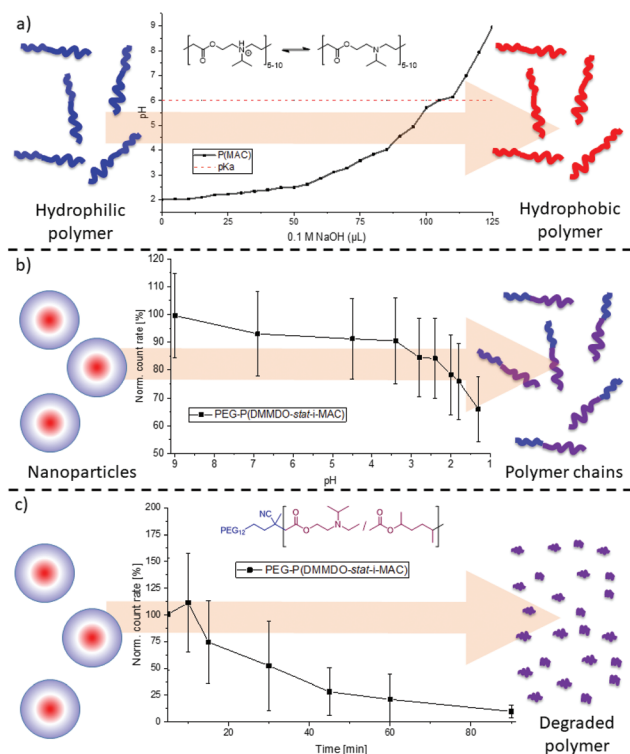 a)
9
8
7
6
5
4
3
2
pH
O
O
H
N
⊕
5-10
O
O
N
5-10
P(MAC)
pKa
0 25 50 75 100 125
0.1 M NaOH (µL)
Hydrophilic
polymer
Hydrophobic
polymer
b)
120
110
100
90
80
70
60
50
Norm. count rate [%]
PEG-P(DMMDO-stat-i-MAC)
9 8 7 6 5 4 3 2 1
pH
Nanoparticles
Polymer chains
c)
200
175
150
125
100
75
50
25
0
Norm. count rate [%]
NC
PEG12
O
O
N
/
O
O
PEG-P(DMMDO-stat-i-MAC)
20 40 60 80
Time [min]
Degraded
polymer